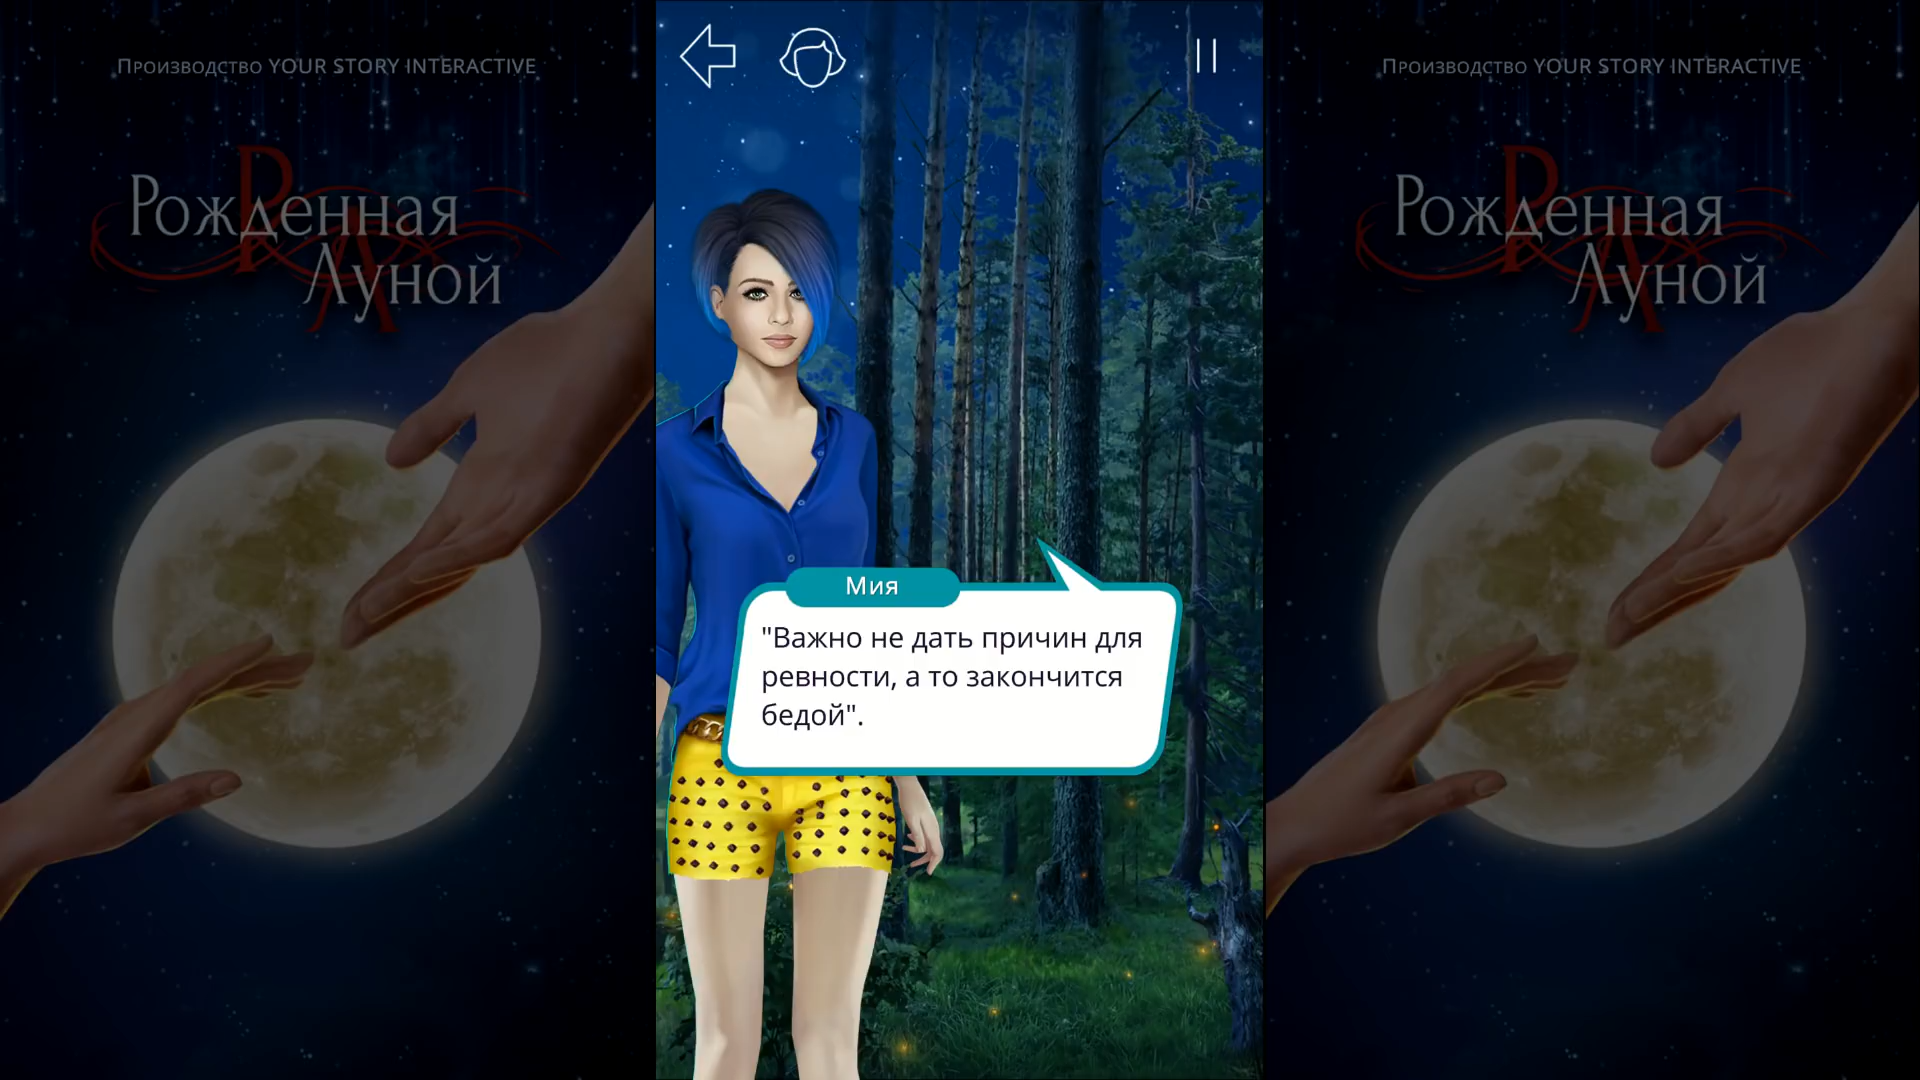 Производство YOUR STORY INTERACTIVE
Рожденная
Луной
Мия
"Важно не дать причин для
ревности, а то закончится
бедой".
Производство YOUR STORY INTERACTIVE
Рожденная
Луной